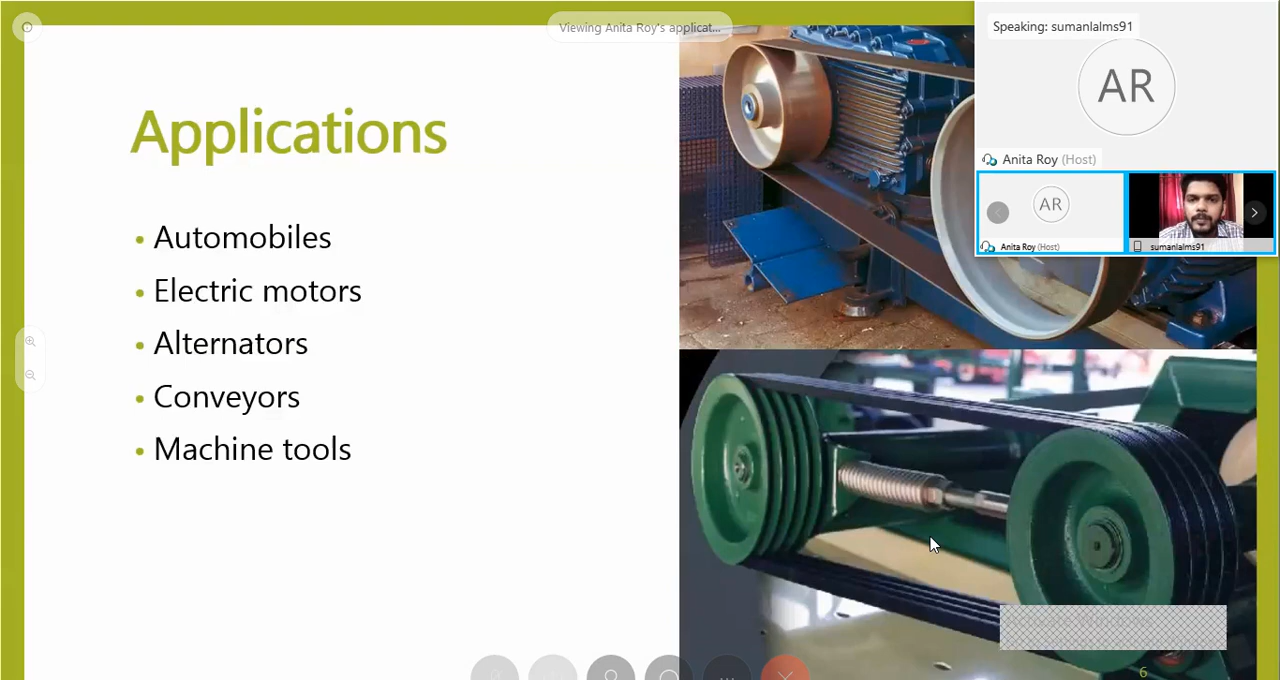 Viewing Anita Roy's applicat...
Speaking: sumanlalms91
AR
Anita Roy (Host)
AR
Anita Roy (Host)
sumanlalms91
Applications
• Automobiles
• Electric motors
• Alternators
• Conveyors
• Machine tools
6